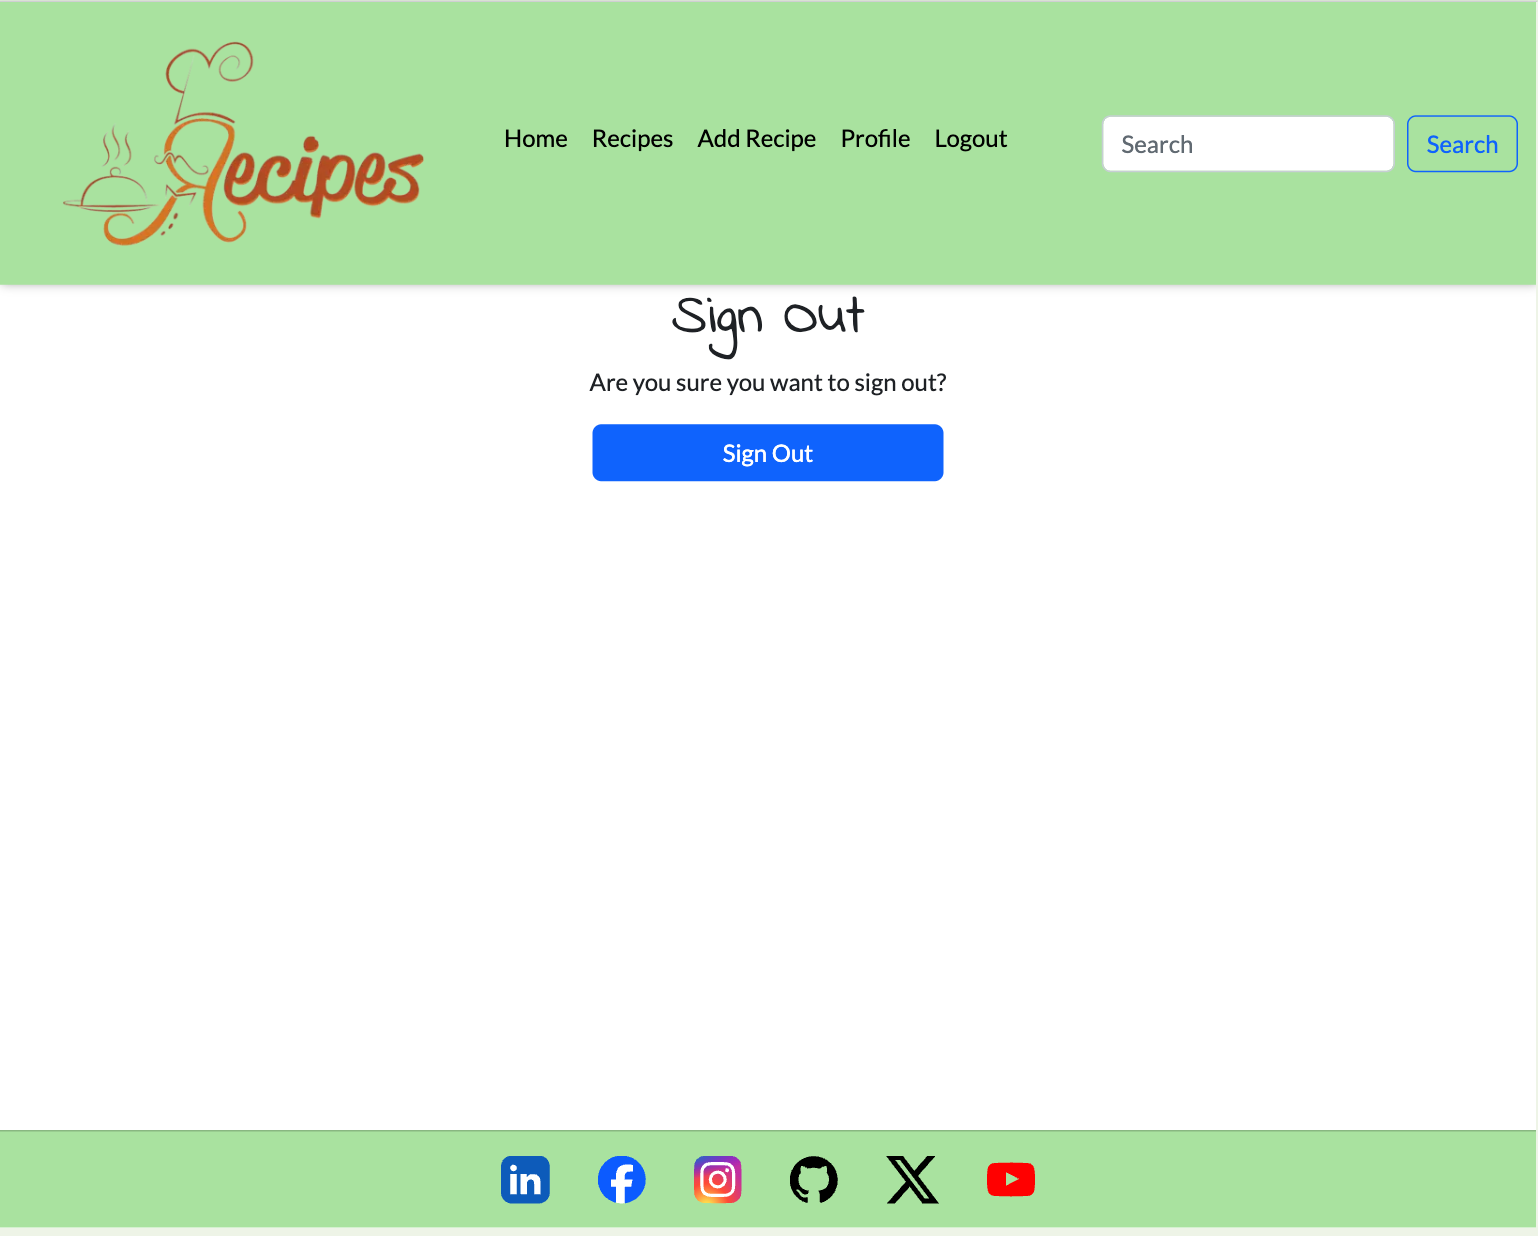 Recipes
Home Recipes Add Recipe Profile Logout
Search Search
Sign Out
Are you sure you want to sign out?
Sign Out
in
f
X